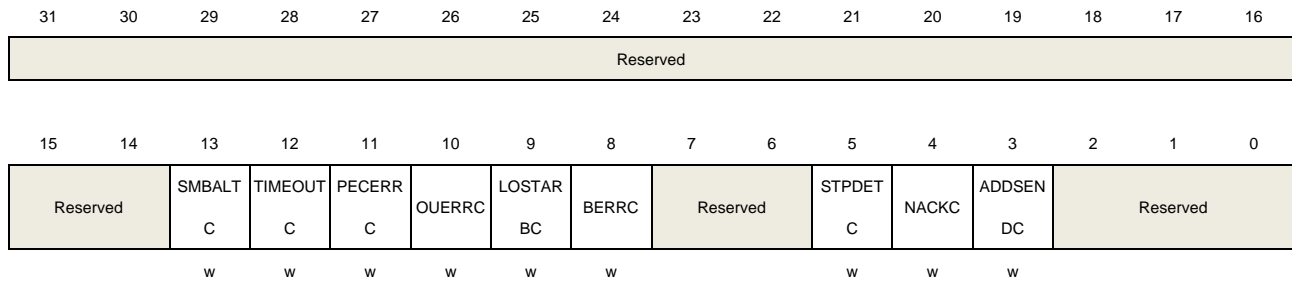 31 30 29 28 27 26 25 24 23 22 21 20 19 18 17 16
Reserved
15 14 13 12 11 10 9 8 7 6 5 4 3 2 1 0
Reserved SMBALT C TIMEOUT C PECERR C OUERRC LOSTAR BC BERRC Reserved STPDET C NACKC ADDSEN DC Reserved
w w w w w w w w w